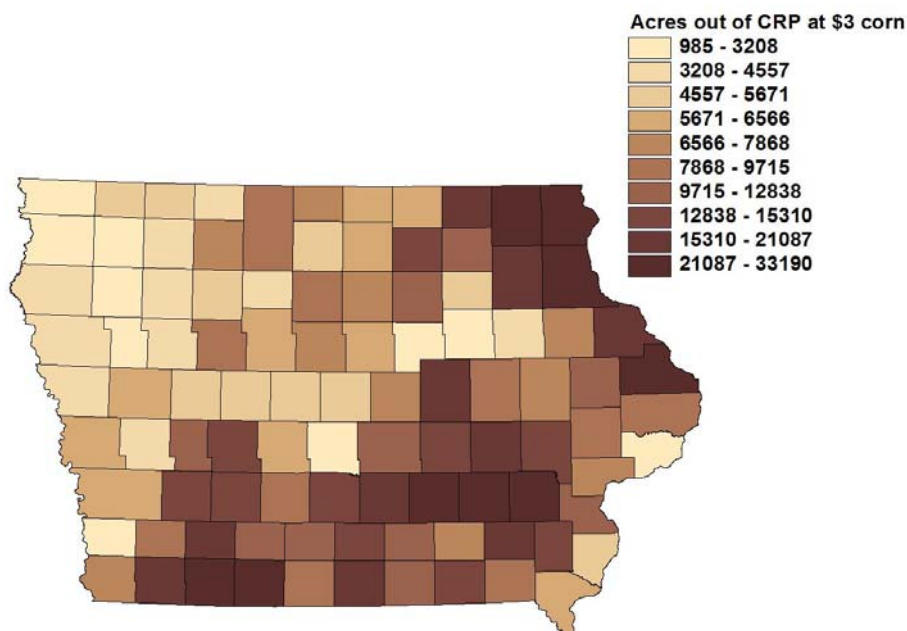 Acres out of CRP at $3 corn
985 - 3208
3208 - 4557
4557 - 5671
5671 - 6566
6566 - 7868
7868 - 9715
9715 - 12838
12838 - 15310
15310 - 21087
21087 - 33190